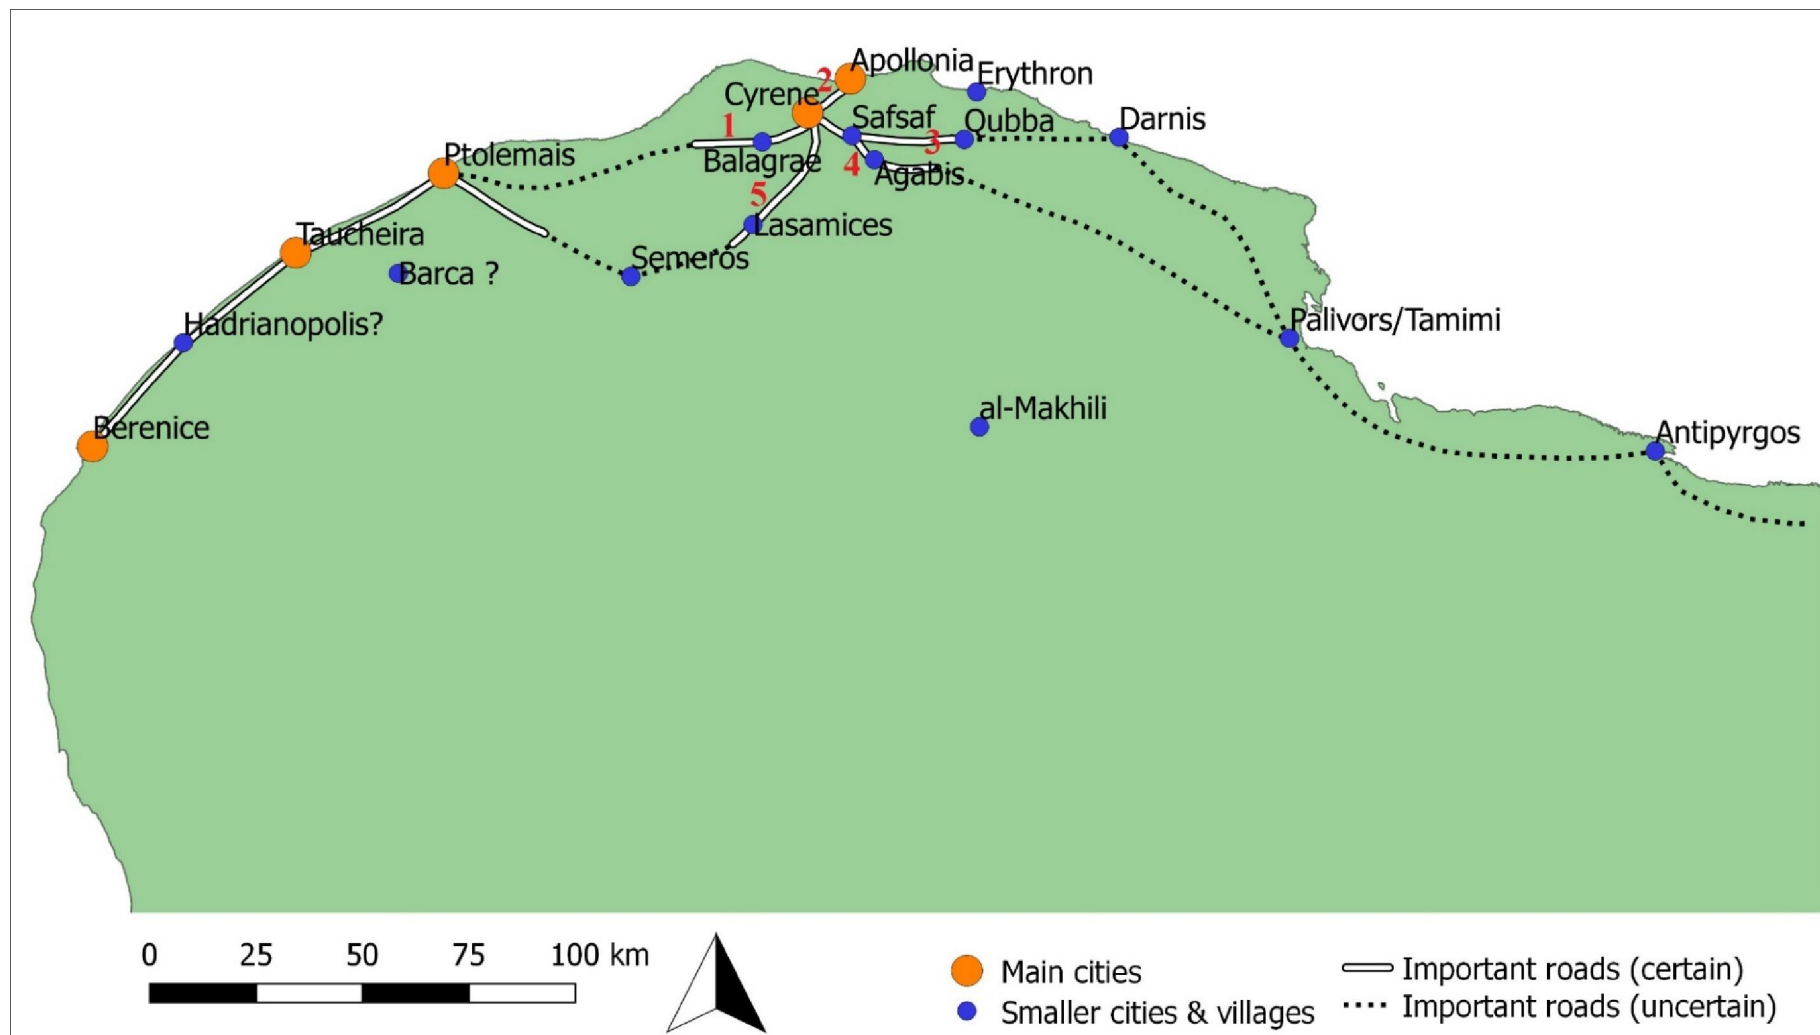 Apollonia
2
Erythron
Cyrene
Safsaf
Qubba
Darnis
1
3
Ptolemais
Balagrae
4
Agabis
5
Lasamices
Taucheira
Semeros
Barca ?
Hadrianopolis?
Palivors/Tamimi
al-Makhili
Berenice
Antipyrgos
0 25 50 75 100 km
Main cities
Smaller cities & villages
Important roads (certain)
Important roads (uncertain)